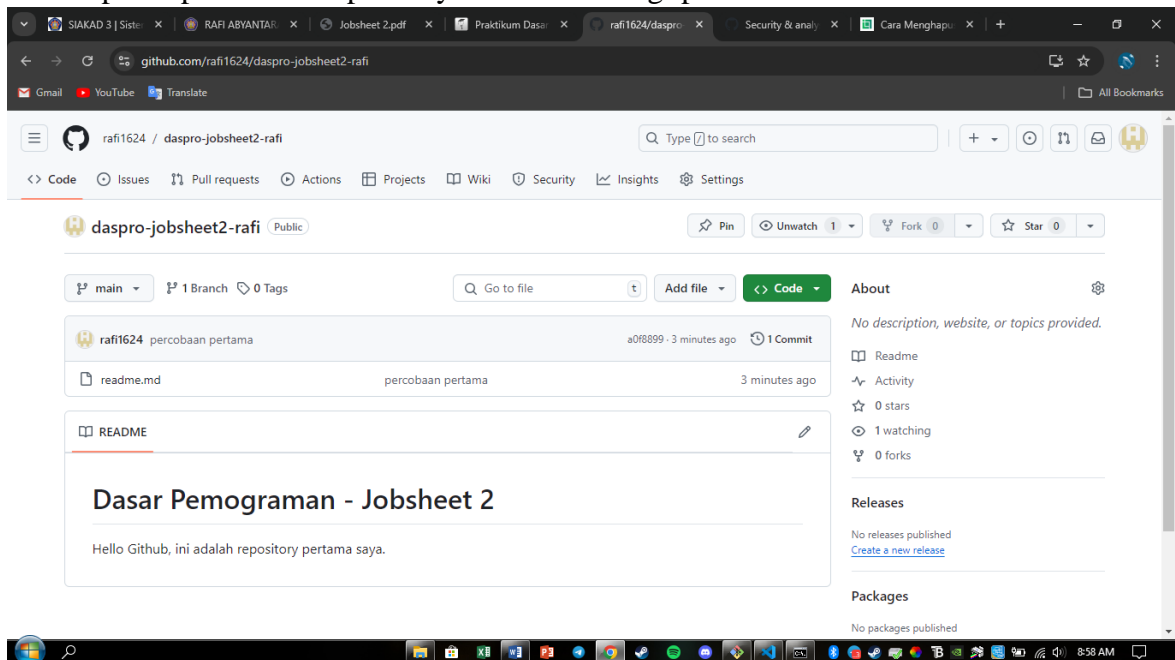 SIAKAD 3 | Siste
RAFI ABYANTAR
Jobsheet 2.pdf
Praktikum Dasar
rafi1624/daspro
Security & analy
Cara Menghapu
github.com/rafi1624/daspro-jobsheet2-rafi
Gmail YouTube Translate All Bookmarks
rafi1624 / daspro-jobsheet2-rafi
Type / to search
Code Issues Pull requests Actions Projects Wiki Security Insights Settings
daspro-jobsheet2-rafi Public
Pin Unwatch 1 Fork 0 Star 0
main 1 Branch 0 Tags Go to file t Add file Code
rafi1624 percobaan pertama a0f8899 · 3 minutes ago 1 Commit
readme.md percobaan pertama 3 minutes ago
README
Dasar Pemograman - Jobsheet 2
Hello Github, ini adalah repository pertama saya.
About
No description, website, or topics provided.
Readme
Activity
0 stars
1 watching
0 forks
Releases
No releases published
Create a new release
Packages
No packages published
8:58 AM